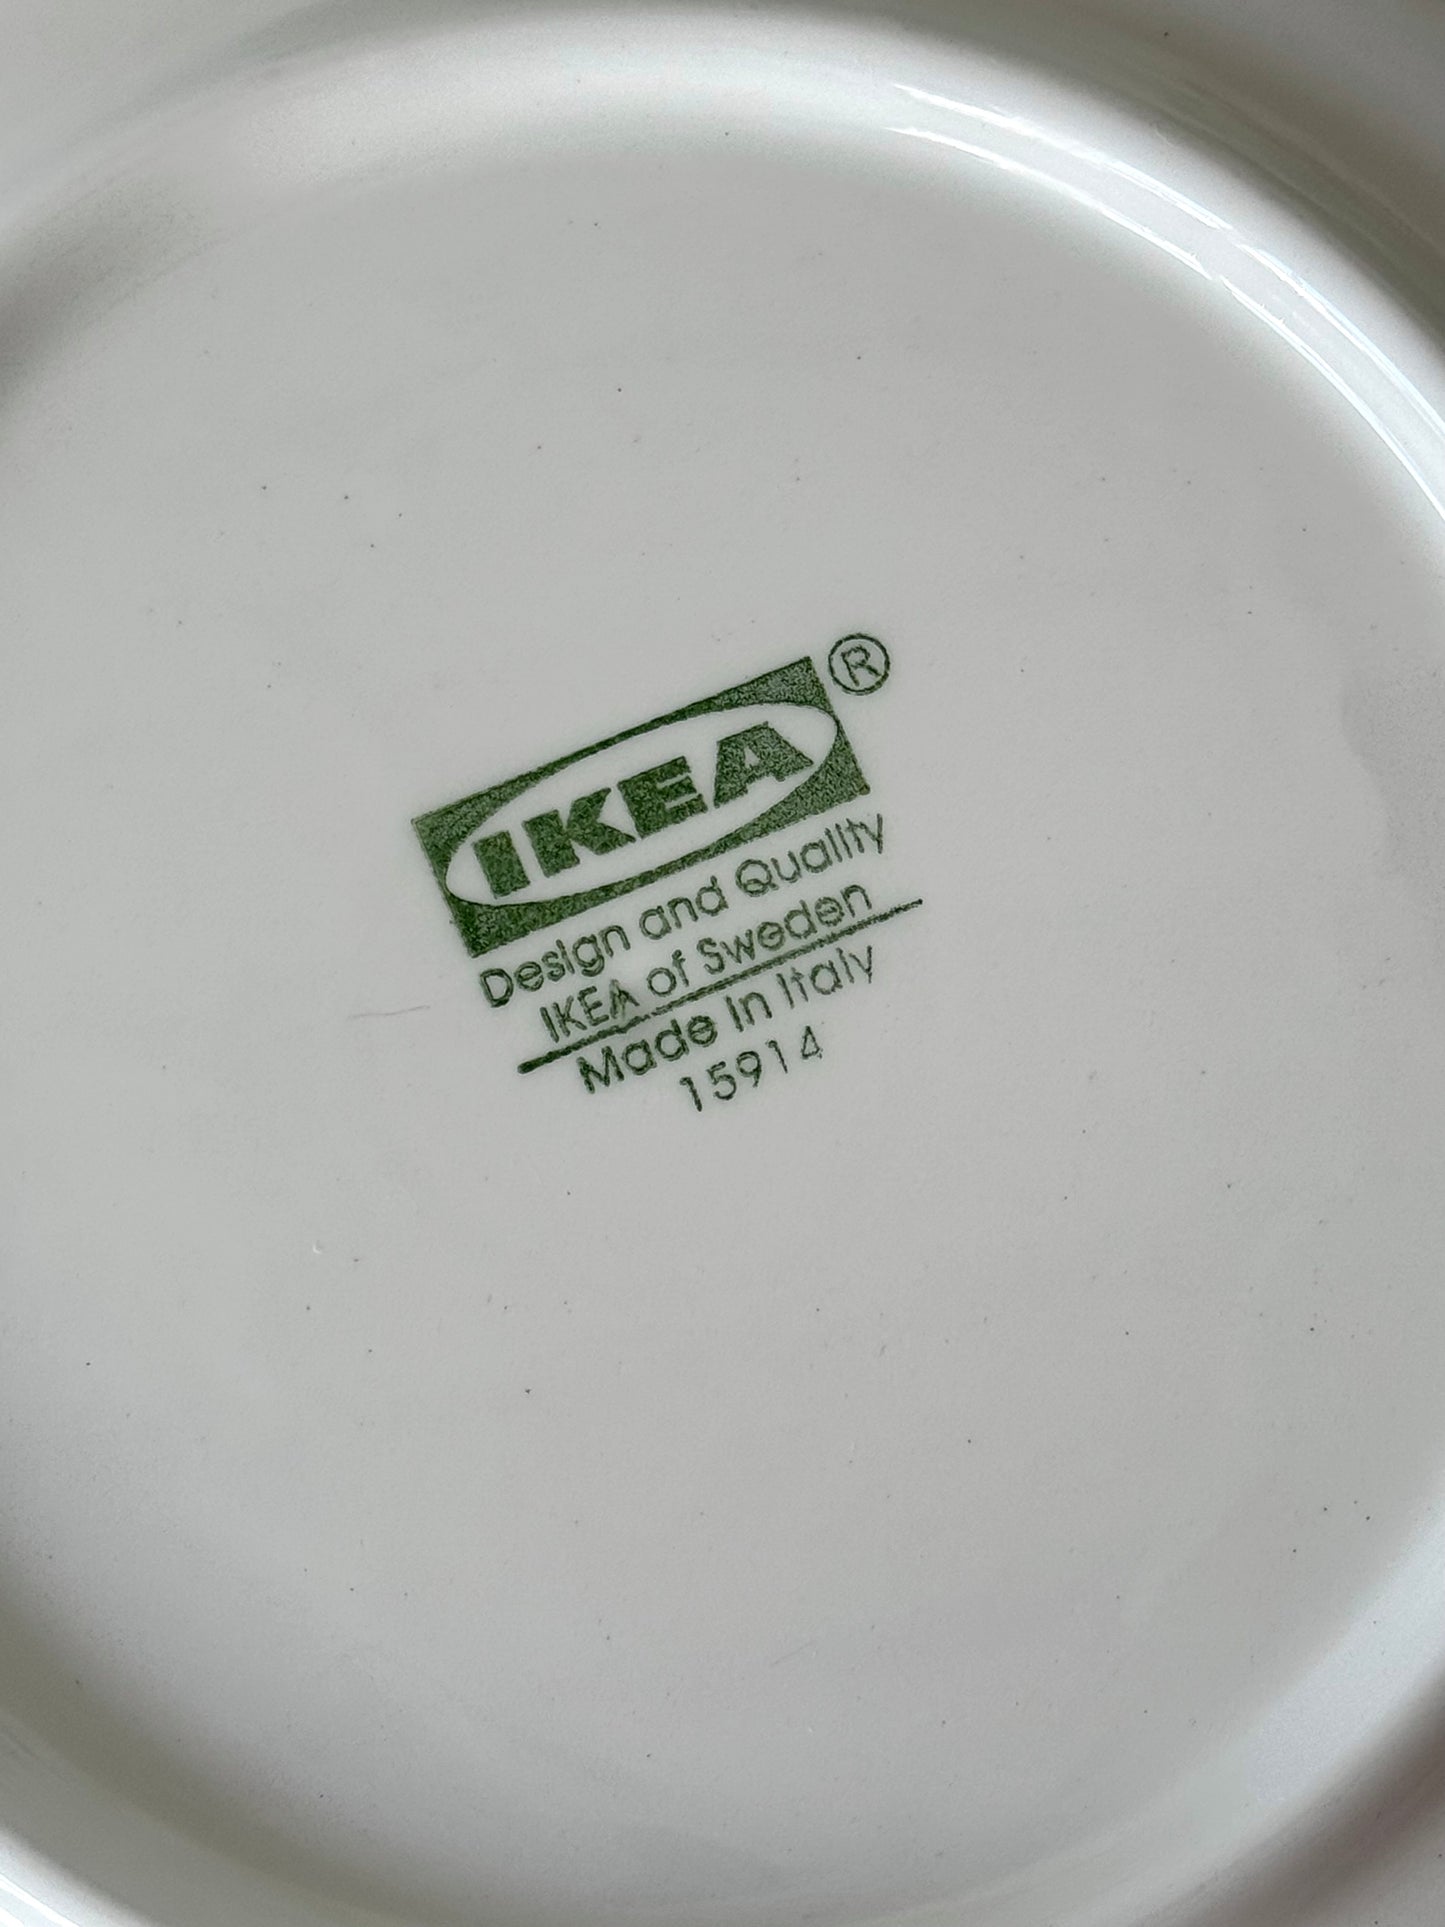 IKEA®
Design and Quality
IKEA of Sweden
Made in Italy
15914